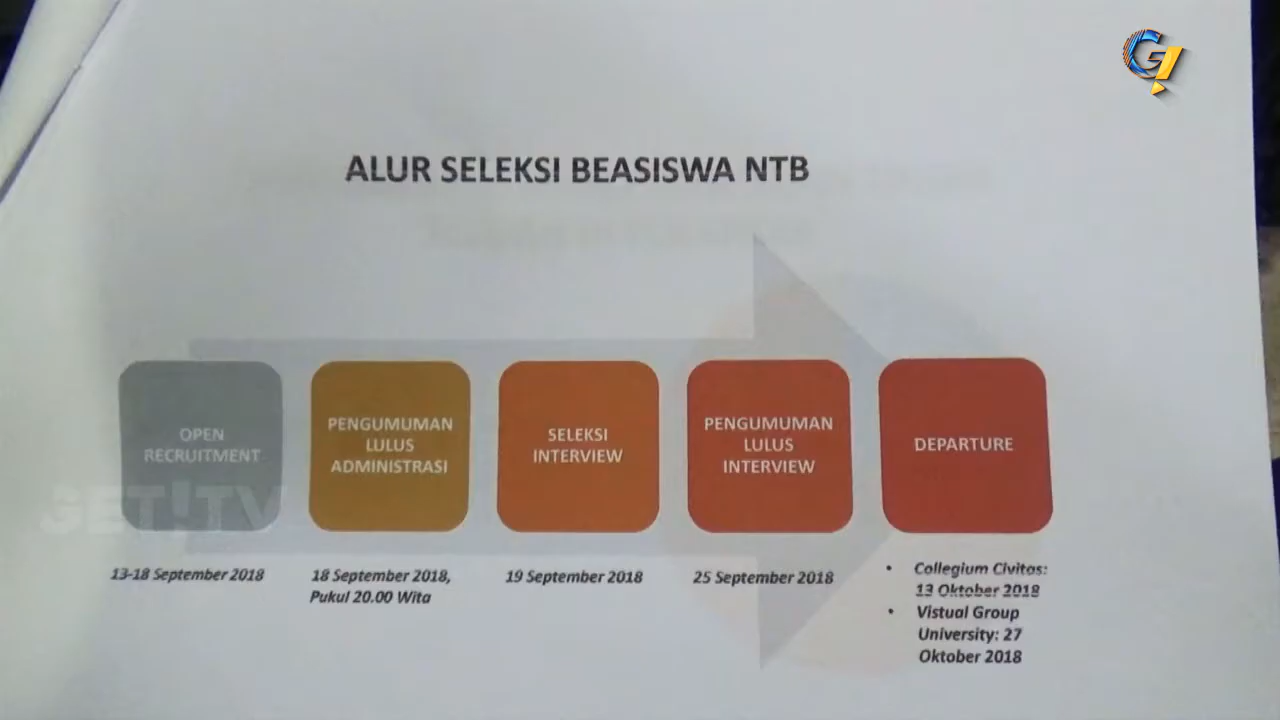 G!
ALUR SELEKSI BEASISWA NTB
OPEN
RECRUITMENT
PENGUMUMAN
LULUS
ADMINISTRASI
SELEKSI
INTERVIEW
PENGUMUMAN
LULUS
INTERVIEW
DEPARTURE
GET!TV
13-18 September 2018
18 September 2018,
Pukul 20.00 Wita
19 September 2018
25 September 2018
• Collegium Civitas:
13 Oktober 2018
• Vistual Group
University: 27
Oktober 2018